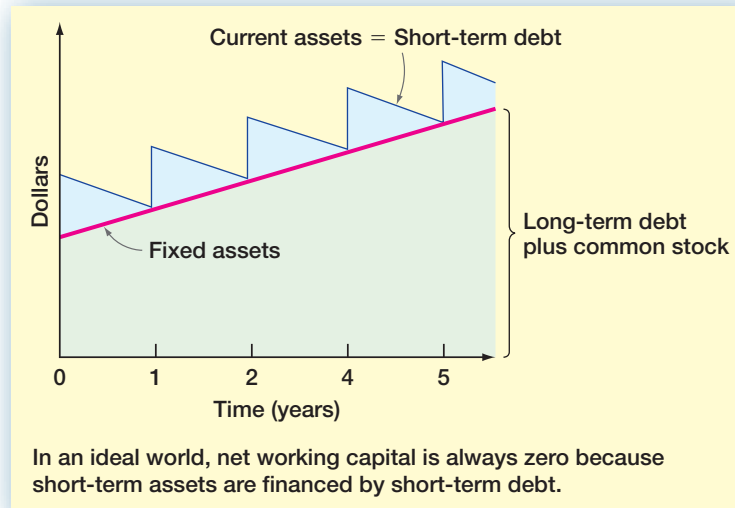 Current assets = Short-term debt
Dollars
Fixed assets
Long-term debt
plus common stock
0 1 2 4 5
Time (years)
In an ideal world, net working capital is always zero because
short-term assets are financed by short-term debt.